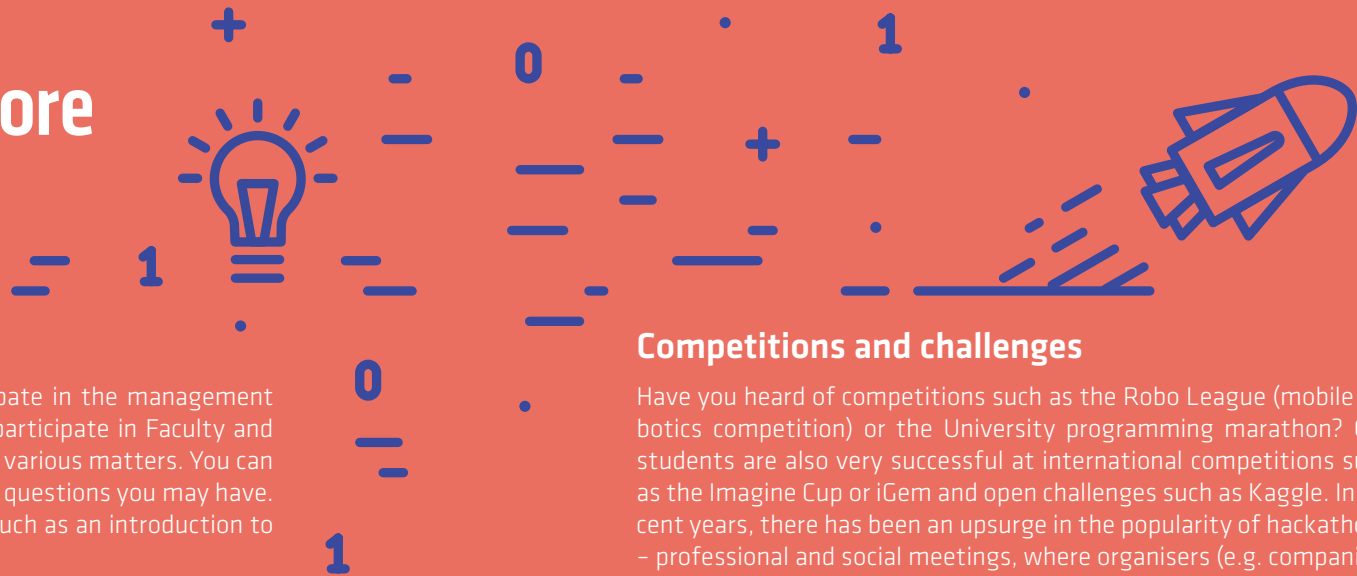 ore
0
1
1
0
1
pate in the management
participate in Faculty and
various matters. You can
questions you may have.
such as an introduction to
Competitions and challenges
Have you heard of competitions such as the Robo League (mobile
botics competition) or the University programming marathon?
students are also very successful at international competitions su
as the Imagine Cup or iGem and open challenges such as Kaggle. In
cent years, there has been an upsurge in the popularity of hackatho
– professional and social meetings, where organisers (e.g. compani